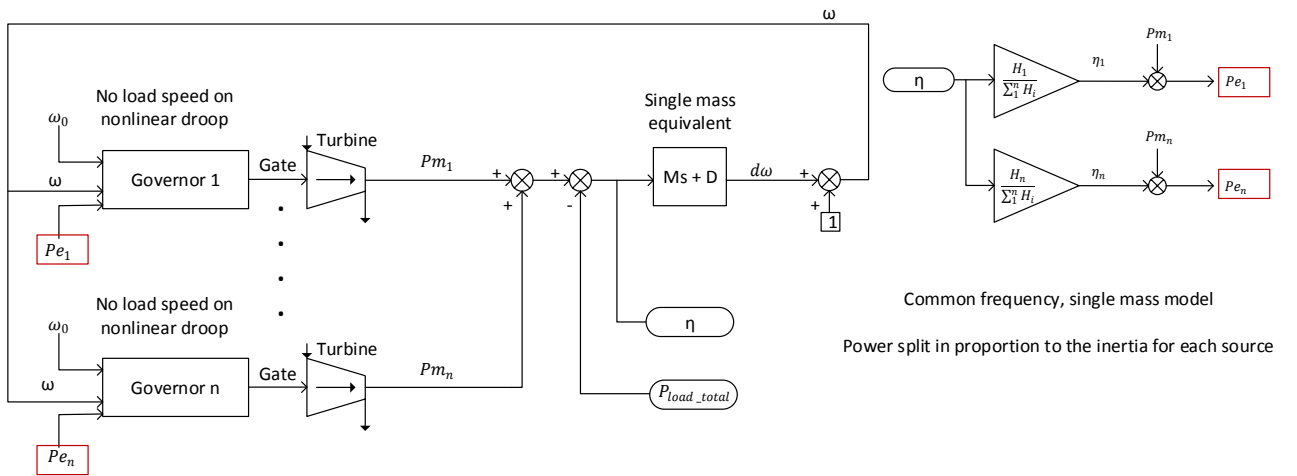 ω
No load speed on
nonlinear droop
ω₀
ω
Governor 1
Gate
Turbine
Pm₁
Pe₁
+
+
+
-
Single mass
equivalent
Ms + D
dω
+
+
1
No load speed on
nonlinear droop
ω₀
ω
Governor n
Gate
Turbine
Pmₙ
Peₙ
η
P_load_total
η
H₁
∑₁ⁿ Hᵢ
η₁
Pm₁
Pe₁
Hₙ
∑₁ⁿ Hᵢ
ηₙ
Pmₙ
Peₙ
Common frequency, single mass model
Power split in proportion to the inertia for each source